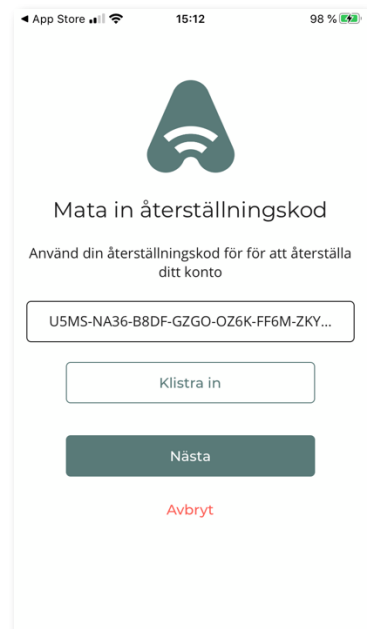 App Store 15:12 98 %
Mata in återställningskod
Använd din återställningskod för för att återställa
ditt konto
U5MS-NA36-B8DF-GZGO-OZ6K-FF6M-ZKY...
Klistra in
Nästa
Avbryt